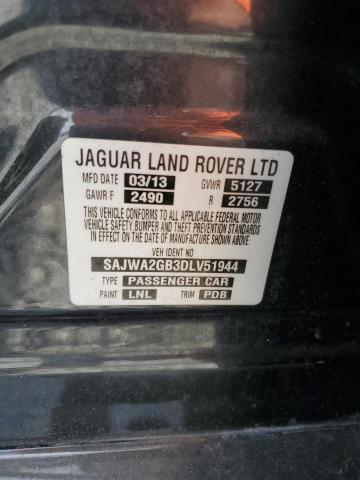 JAGUAR LAND ROVER LTD
MFD DATE 03/13 GVWR 5127
GAWR F 2490 R 2756
THIS VEHICLE CONFORMS TO ALL APPLICABLE FEDERAL MOTOR
VEHICLE SAFETY, BUMPER AND THEFT PREVENTION STANDARDS
IN EFFECT ON THE DATE OF MANUFACTURE SHOWN ABOVE.
VEH IDENT NO
SAJWA2GB3DLV51944
TYPE PASSENGER CAR
PAINT LNL TRIM PDB